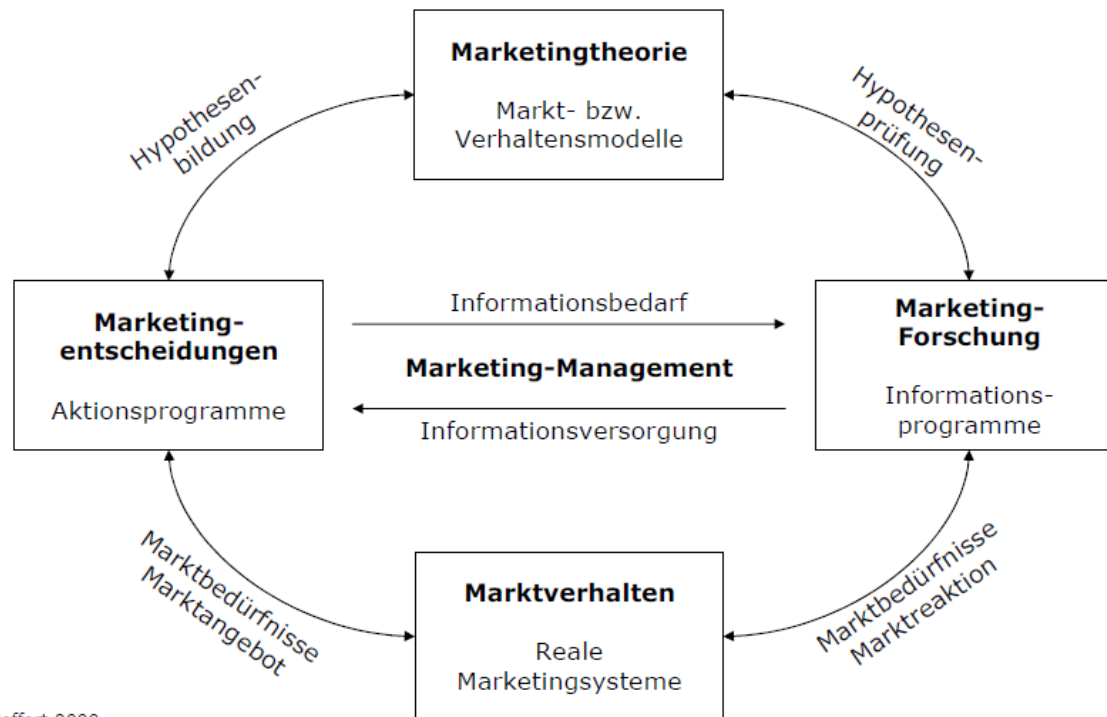 Marketingtheorie
Markt- bzw.
Verhaltensmodelle
Hypothesen-
bildung
Hypothesen-
prüfung
Marketing-
entscheidungen
Aktionsprogramme
Informationsbedarf
Marketing-Management
Informationsversorgung
Marketing-
Forschung
Informations-
programme
Marktbedürfnisse
Marktangebot
Marktverhalten
Reale
Marketingsysteme
Marktbedürfnisse
Marktreaktion